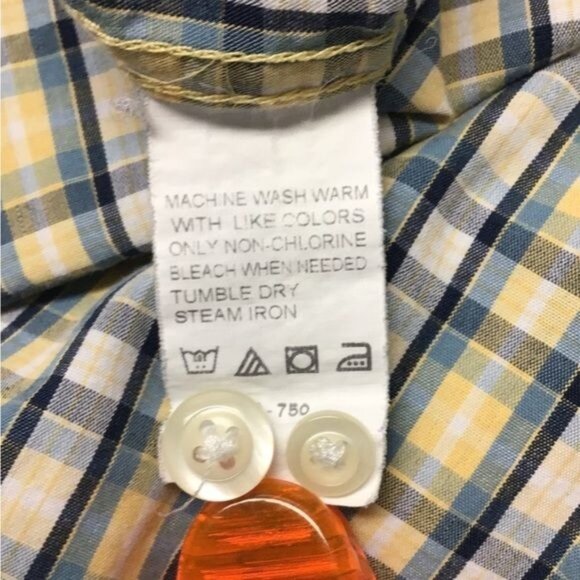 MACHINE WASH WARM
WITH LIKE COLORS
ONLY NON-CHLORINE
BLEACH WHEN NEEDED
TUMBLE DRY
STEAM IRON
- 750